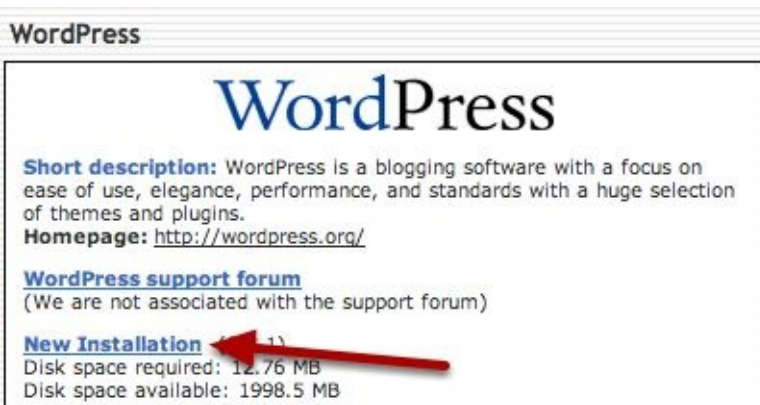 WordPress
WordPress
Short description: WordPress is a blogging software with a focus on
ease of use, elegance, performance, and standards with a huge selection
of themes and plugins.
Homepage: http://wordpress.org/
WordPress support forum
(We are not associated with the support forum)
New Installation
Disk space required: 12.76 MB
Disk space available: 1998.5 MB